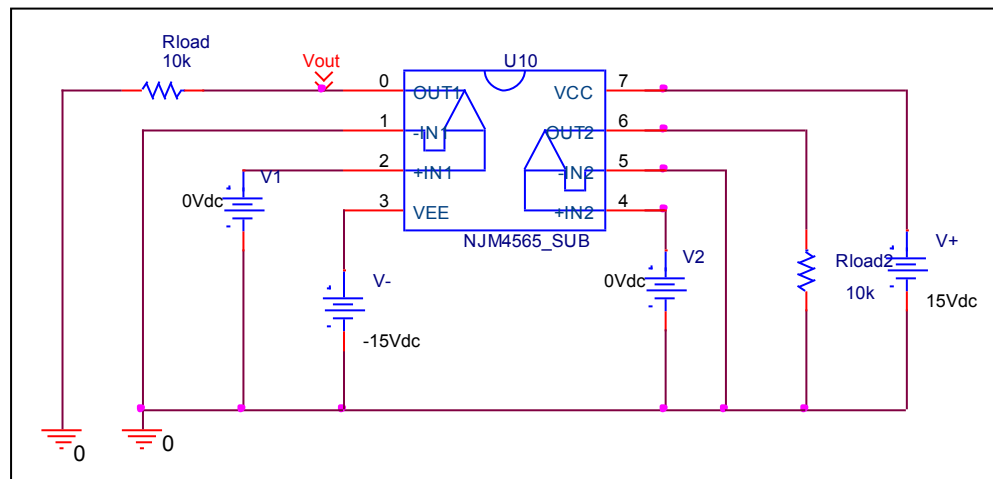 Rload
10k
Vout
U10
0
OUT1
VCC
7
1
-IN1
OUT2
6
2
+IN1
-IN2
5
3
VEE
+IN2
4
NJM4565_SUB
V1
0Vdc
V-
-15Vdc
V2
0Vdc
Rload2
10k
V+
15Vdc
0
0